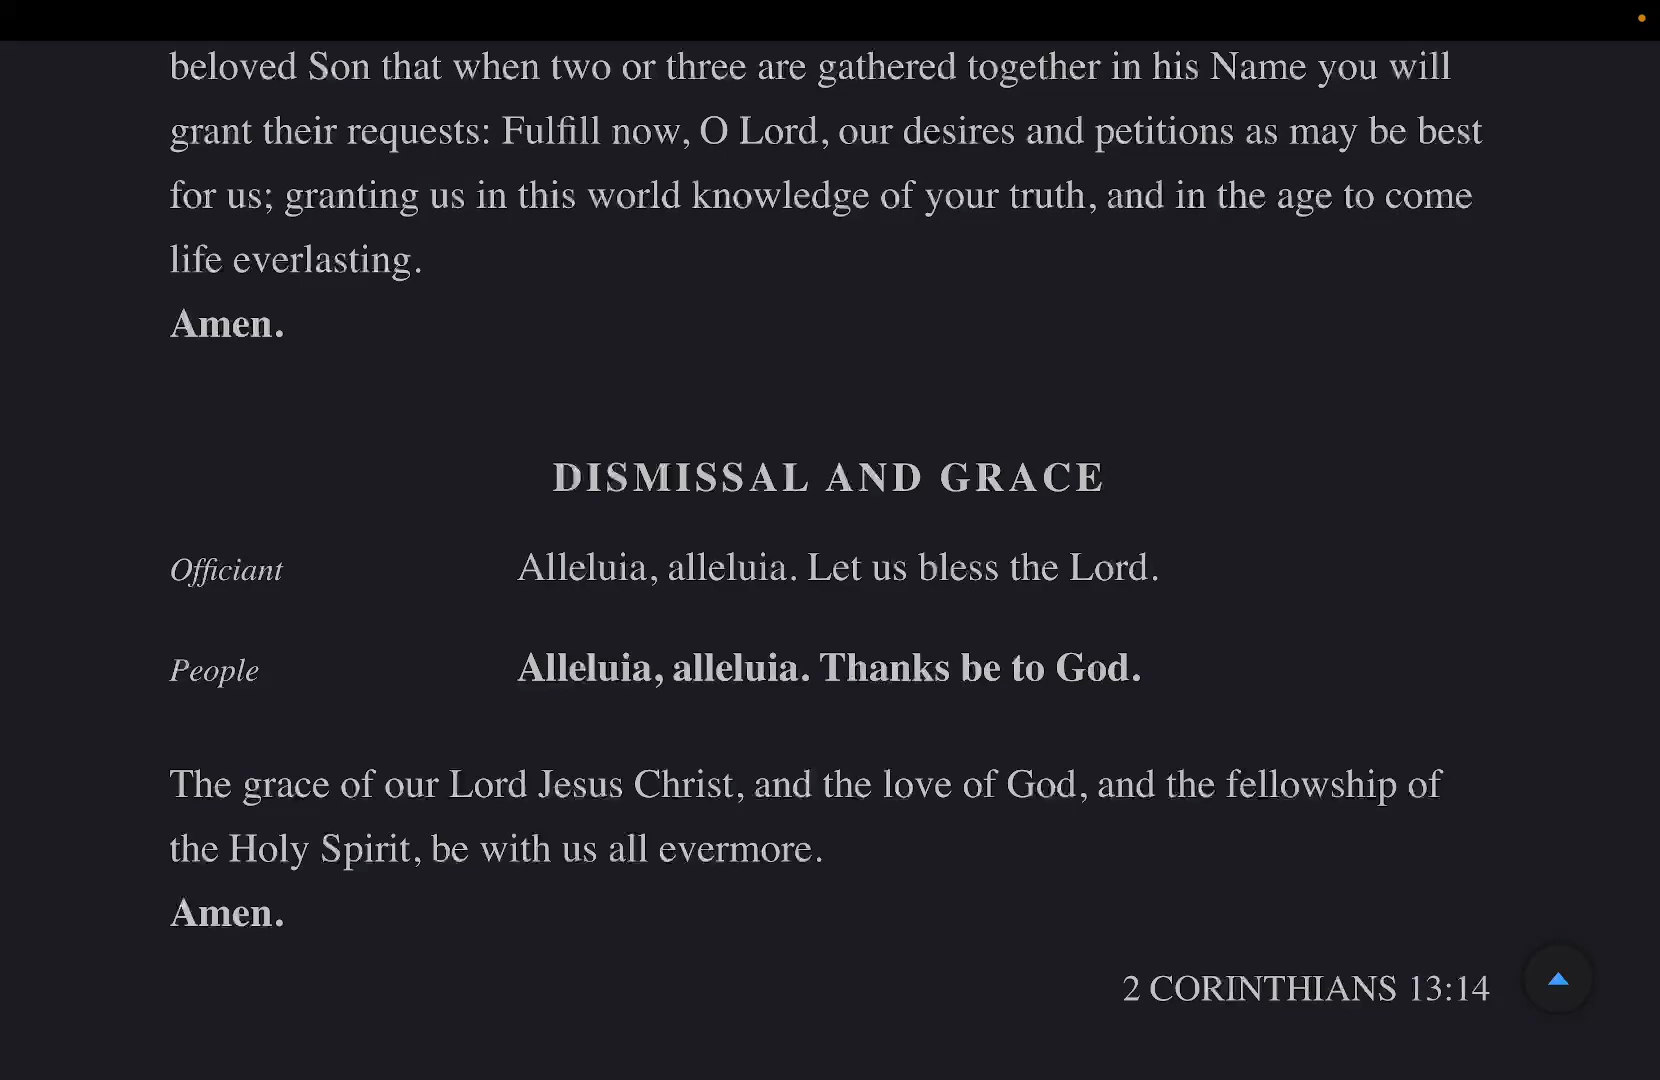 beloved Son that when two or three are gathered together in his Name you will
grant their requests: Fulfill now, O Lord, our desires and petitions as may be best
for us; granting us in this world knowledge of your truth, and in the age to come
life everlasting.
Amen.
DISMISSAL AND GRACE
Officiant Alleluia, alleluia. Let us bless the Lord.
People Alleluia, alleluia. Thanks be to God.
The grace of our Lord Jesus Christ, and the love of God, and the fellowship of
the Holy Spirit, be with us all evermore.
Amen.
2 CORINTHIANS 13:14